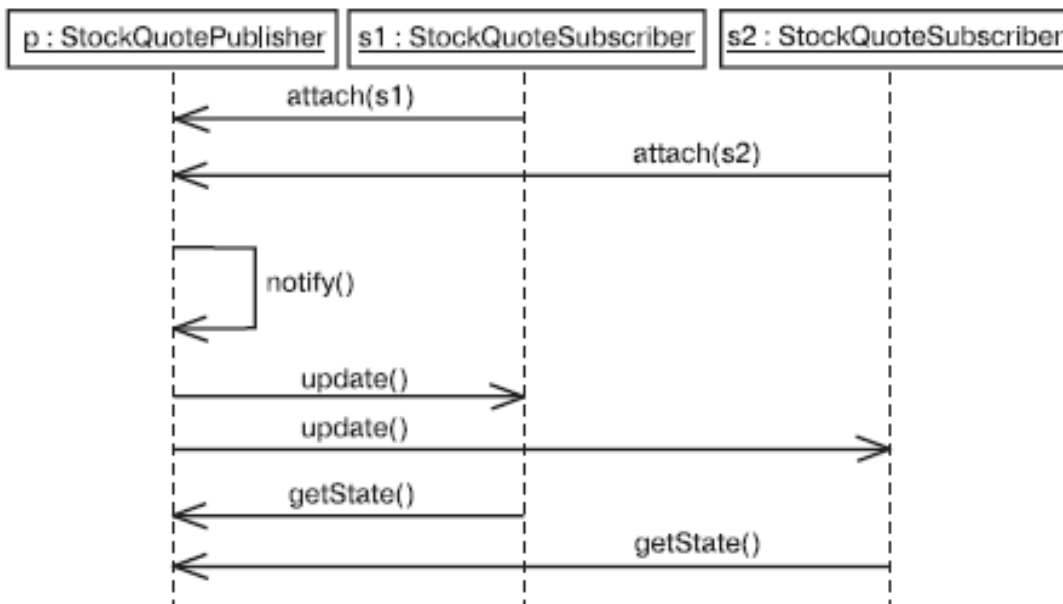 p : StockQuotePublisher
s1 : StockQuoteSubscriber
s2 : StockQuoteSubscriber
attach(s1)
attach(s2)
notify()
update()
update()
getState()
getState()